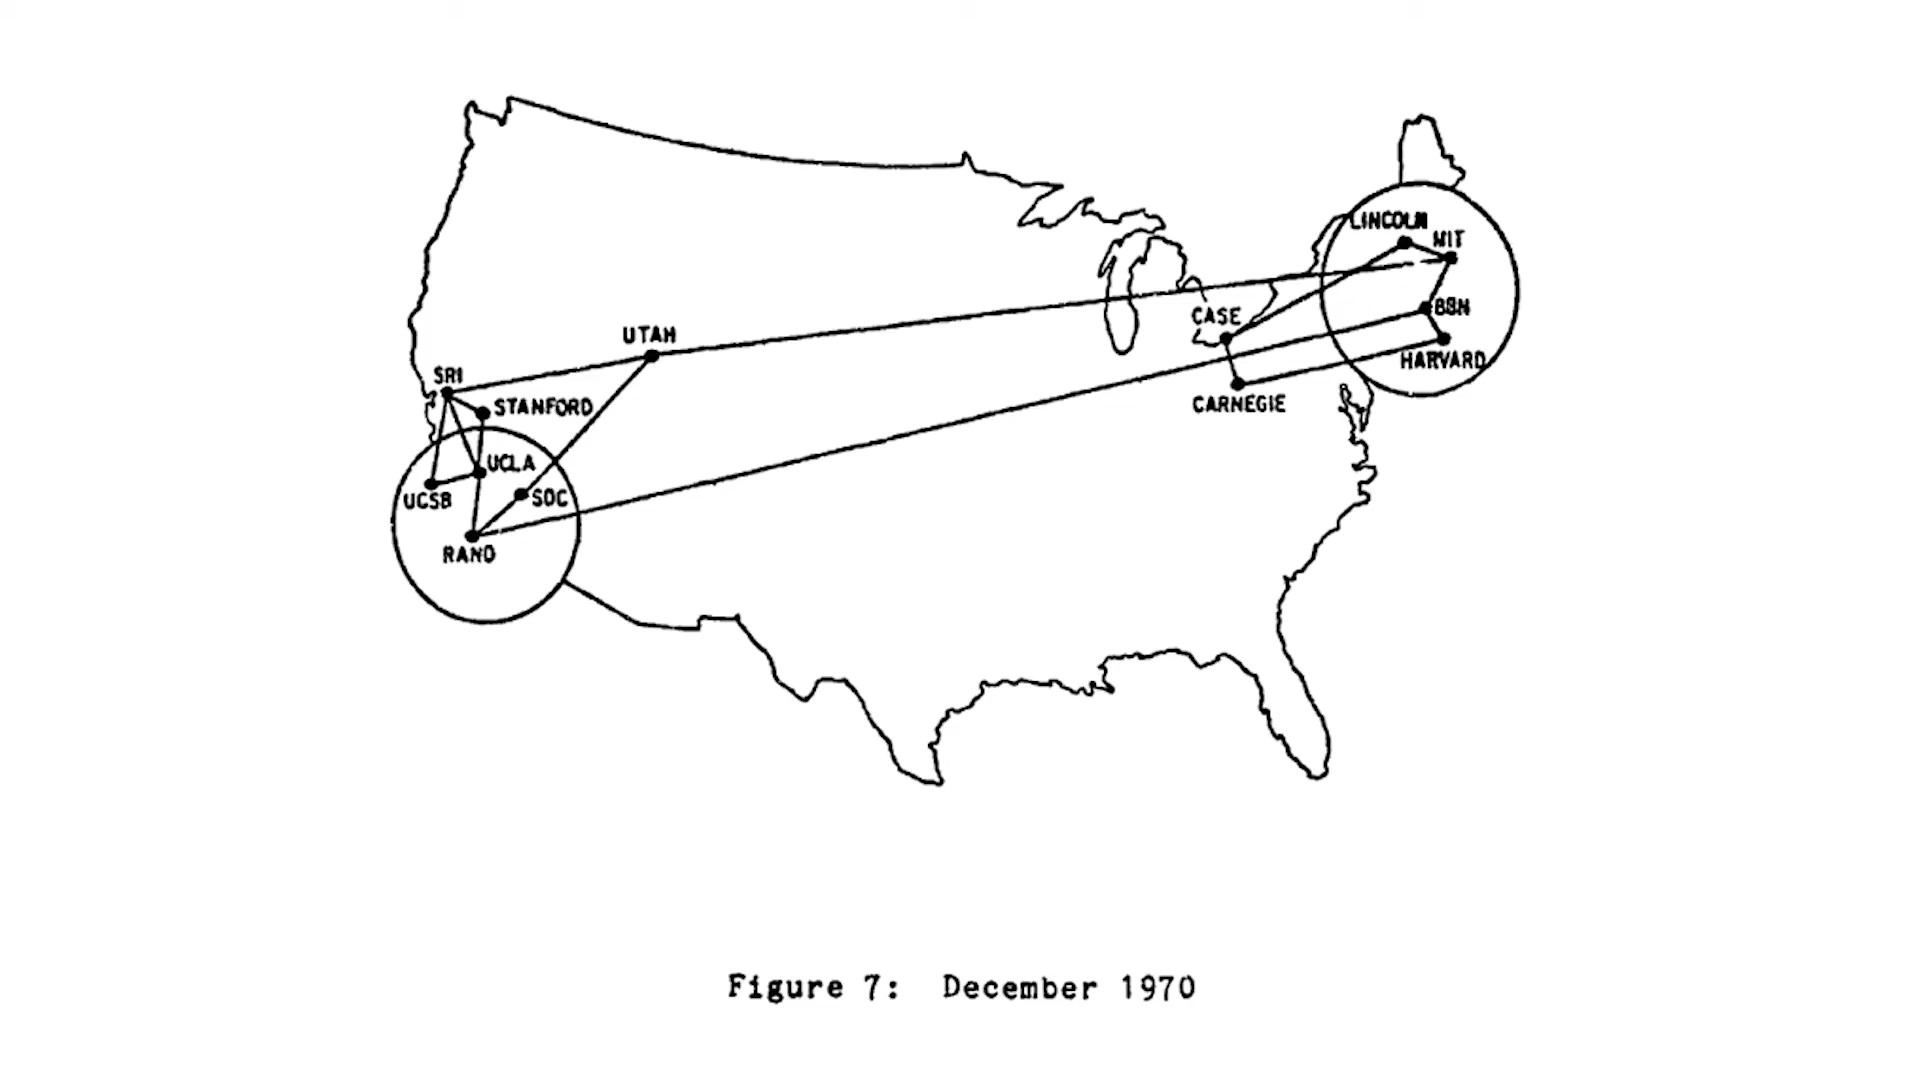 LINCOLN
MIT
BBN
CASE
HARVARD
CARNEGIE
UTAH
SRI
STANFORD
UCLA
UCSB
SDC
RAND
Figure 7: December 1970